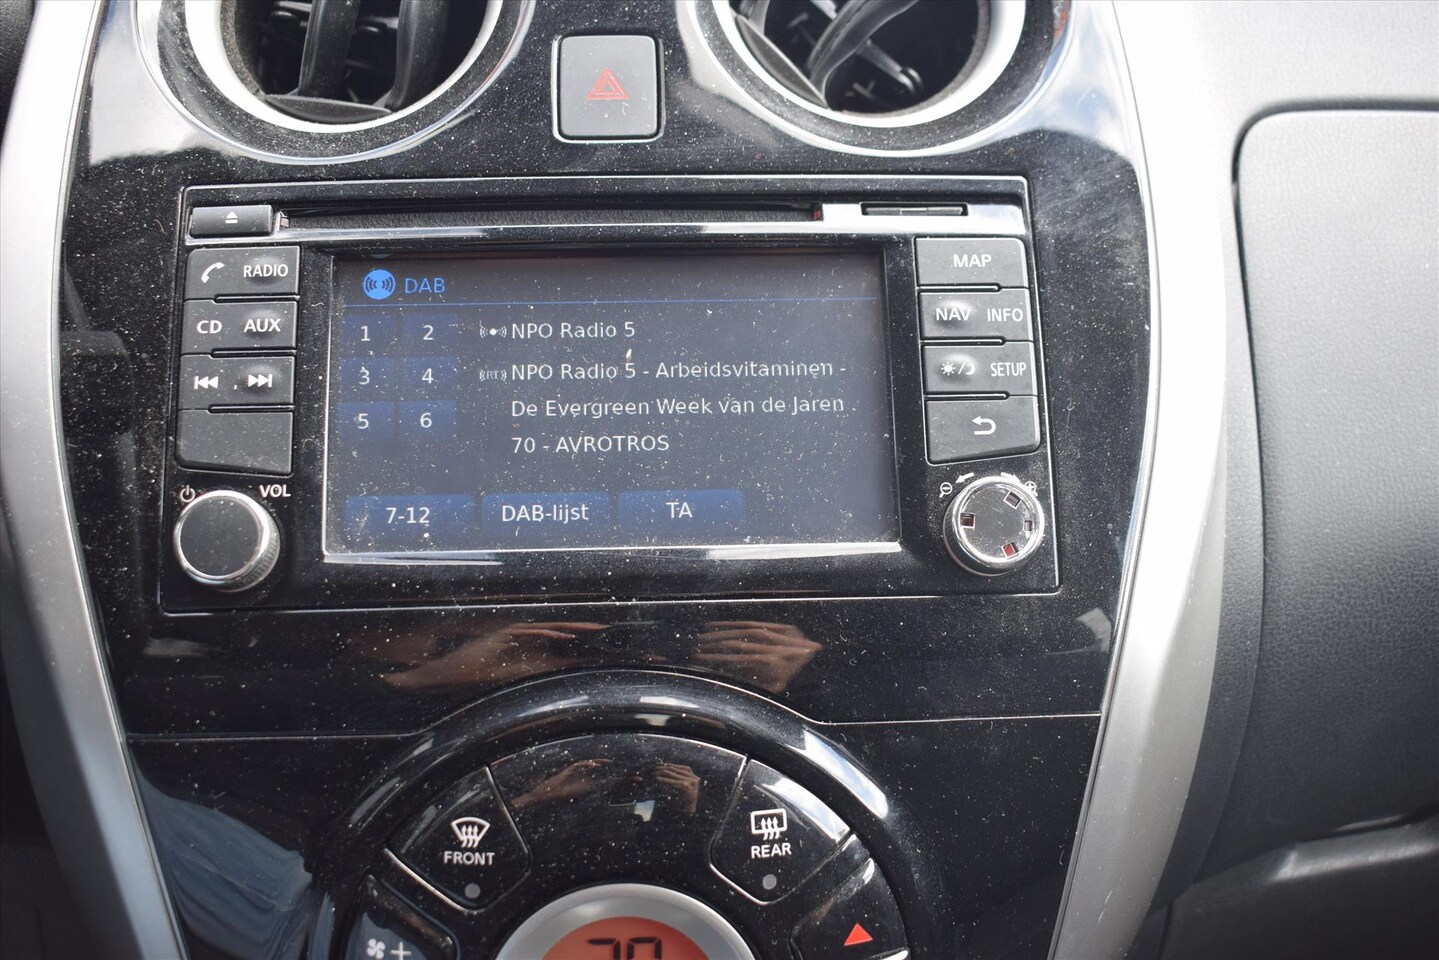 RADIO
CD AUX
VOL
DAB
1 2
3 4
5 6
NPO Radio 5
NPO Radio 5 - Arbeidsvitaminen -
De Evergreen Week van de Jaren
70 - AVROTROS
7-12 DAB-lijst TA
MAP
NAV INFO
SETUP
FRONT
REAR